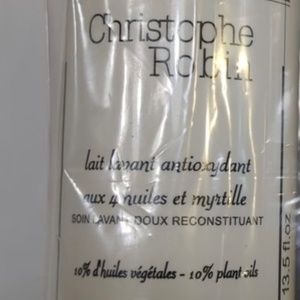 Christophe
Robin
lait lavant antioxydant
aux 4 huiles et myrtille
SOIN LAVANT DOUX RECONSTITUANT
10% d'huiles végétales - 10% plant oils
13.5 fl.oz